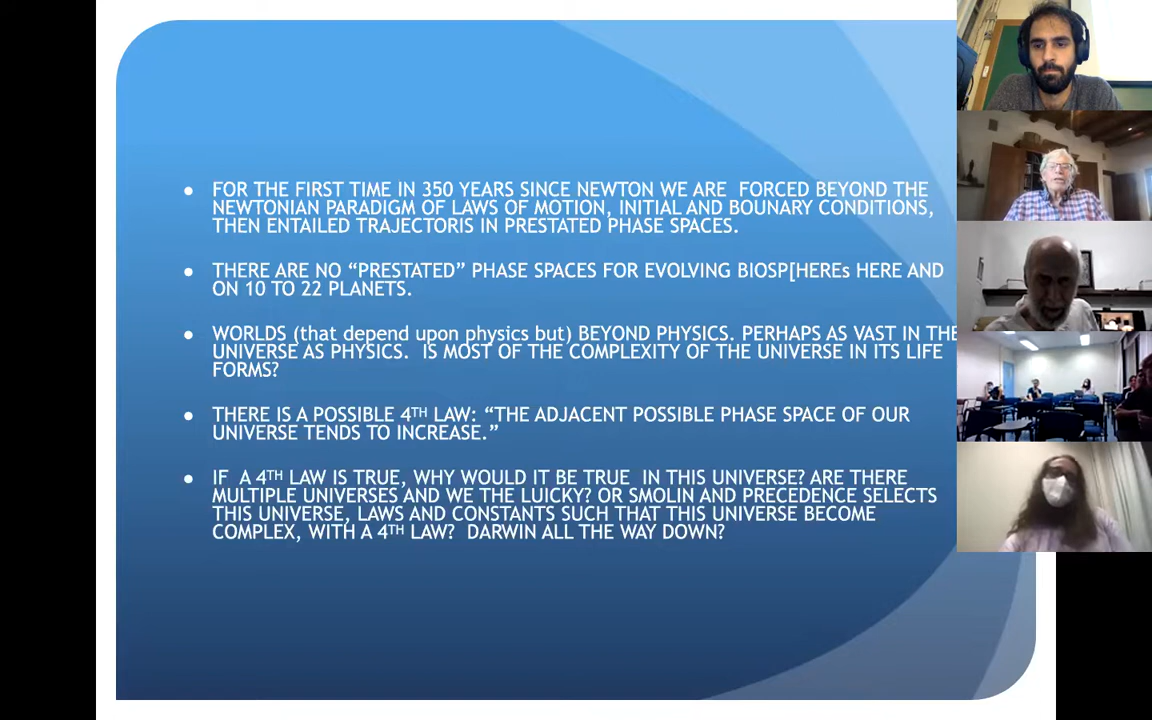 FOR THE FIRST TIME IN 350 YEARS SINCE NEWTON WE ARE FORCED BEYOND THE
NEWTONIAN PARADIGM OF LAWS OF MOTION, INITIAL AND BOUNARY CONDITIONS,
THEN ENTAILED TRAJECTORIS IN PRESTATED PHASE SPACES.
THERE ARE NO “PRESTATED” PHASE SPACES FOR EVOLVING BIOSP[HEREs HERE AND
ON 10 TO 22 PLANETS.
WORLDS (that depend upon physics but) BEYOND PHYSICS. PERHAPS AS VAST IN THE
UNIVERSE AS PHYSICS. IS MOST OF THE COMPLEXITY OF THE UNIVERSE IN ITS LIFE
FORMS?
THERE IS A POSSIBLE 4TH LAW: “THE ADJACENT POSSIBLE PHASE SPACE OF OUR
UNIVERSE TENDS TO INCREASE.”
IF A 4TH LAW IS TRUE, WHY WOULD IT BE TRUE IN THIS UNIVERSE? ARE THERE
MULTIPLE UNIVERSES AND WE THE LUICKY? OR SMOLIN AND PRECEDENCE SELECTS
THIS UNIVERSE, LAWS AND CONSTANTS SUCH THAT THIS UNIVERSE BECOME
COMPLEX, WITH A 4TH LAW? DARWIN ALL THE WAY DOWN?